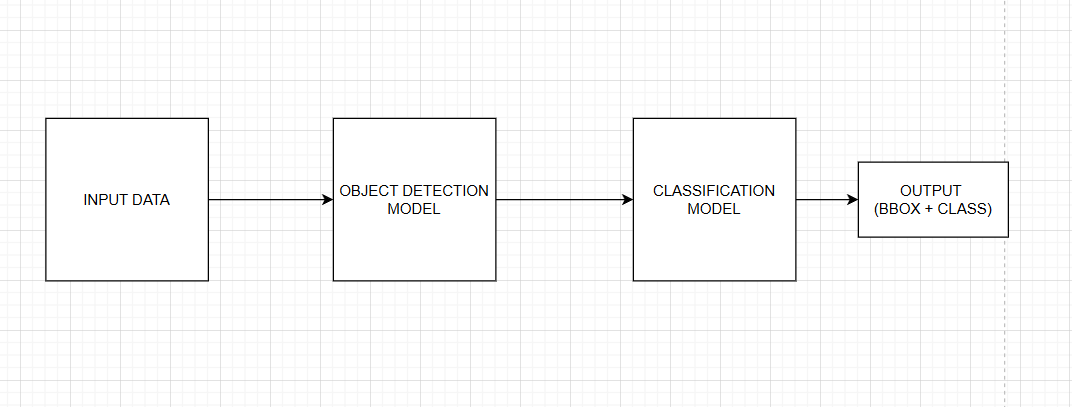 INPUT DATA
OBJECT DETECTION
MODEL
CLASSIFICATION
MODEL
OUTPUT
(BBOX + CLASS)